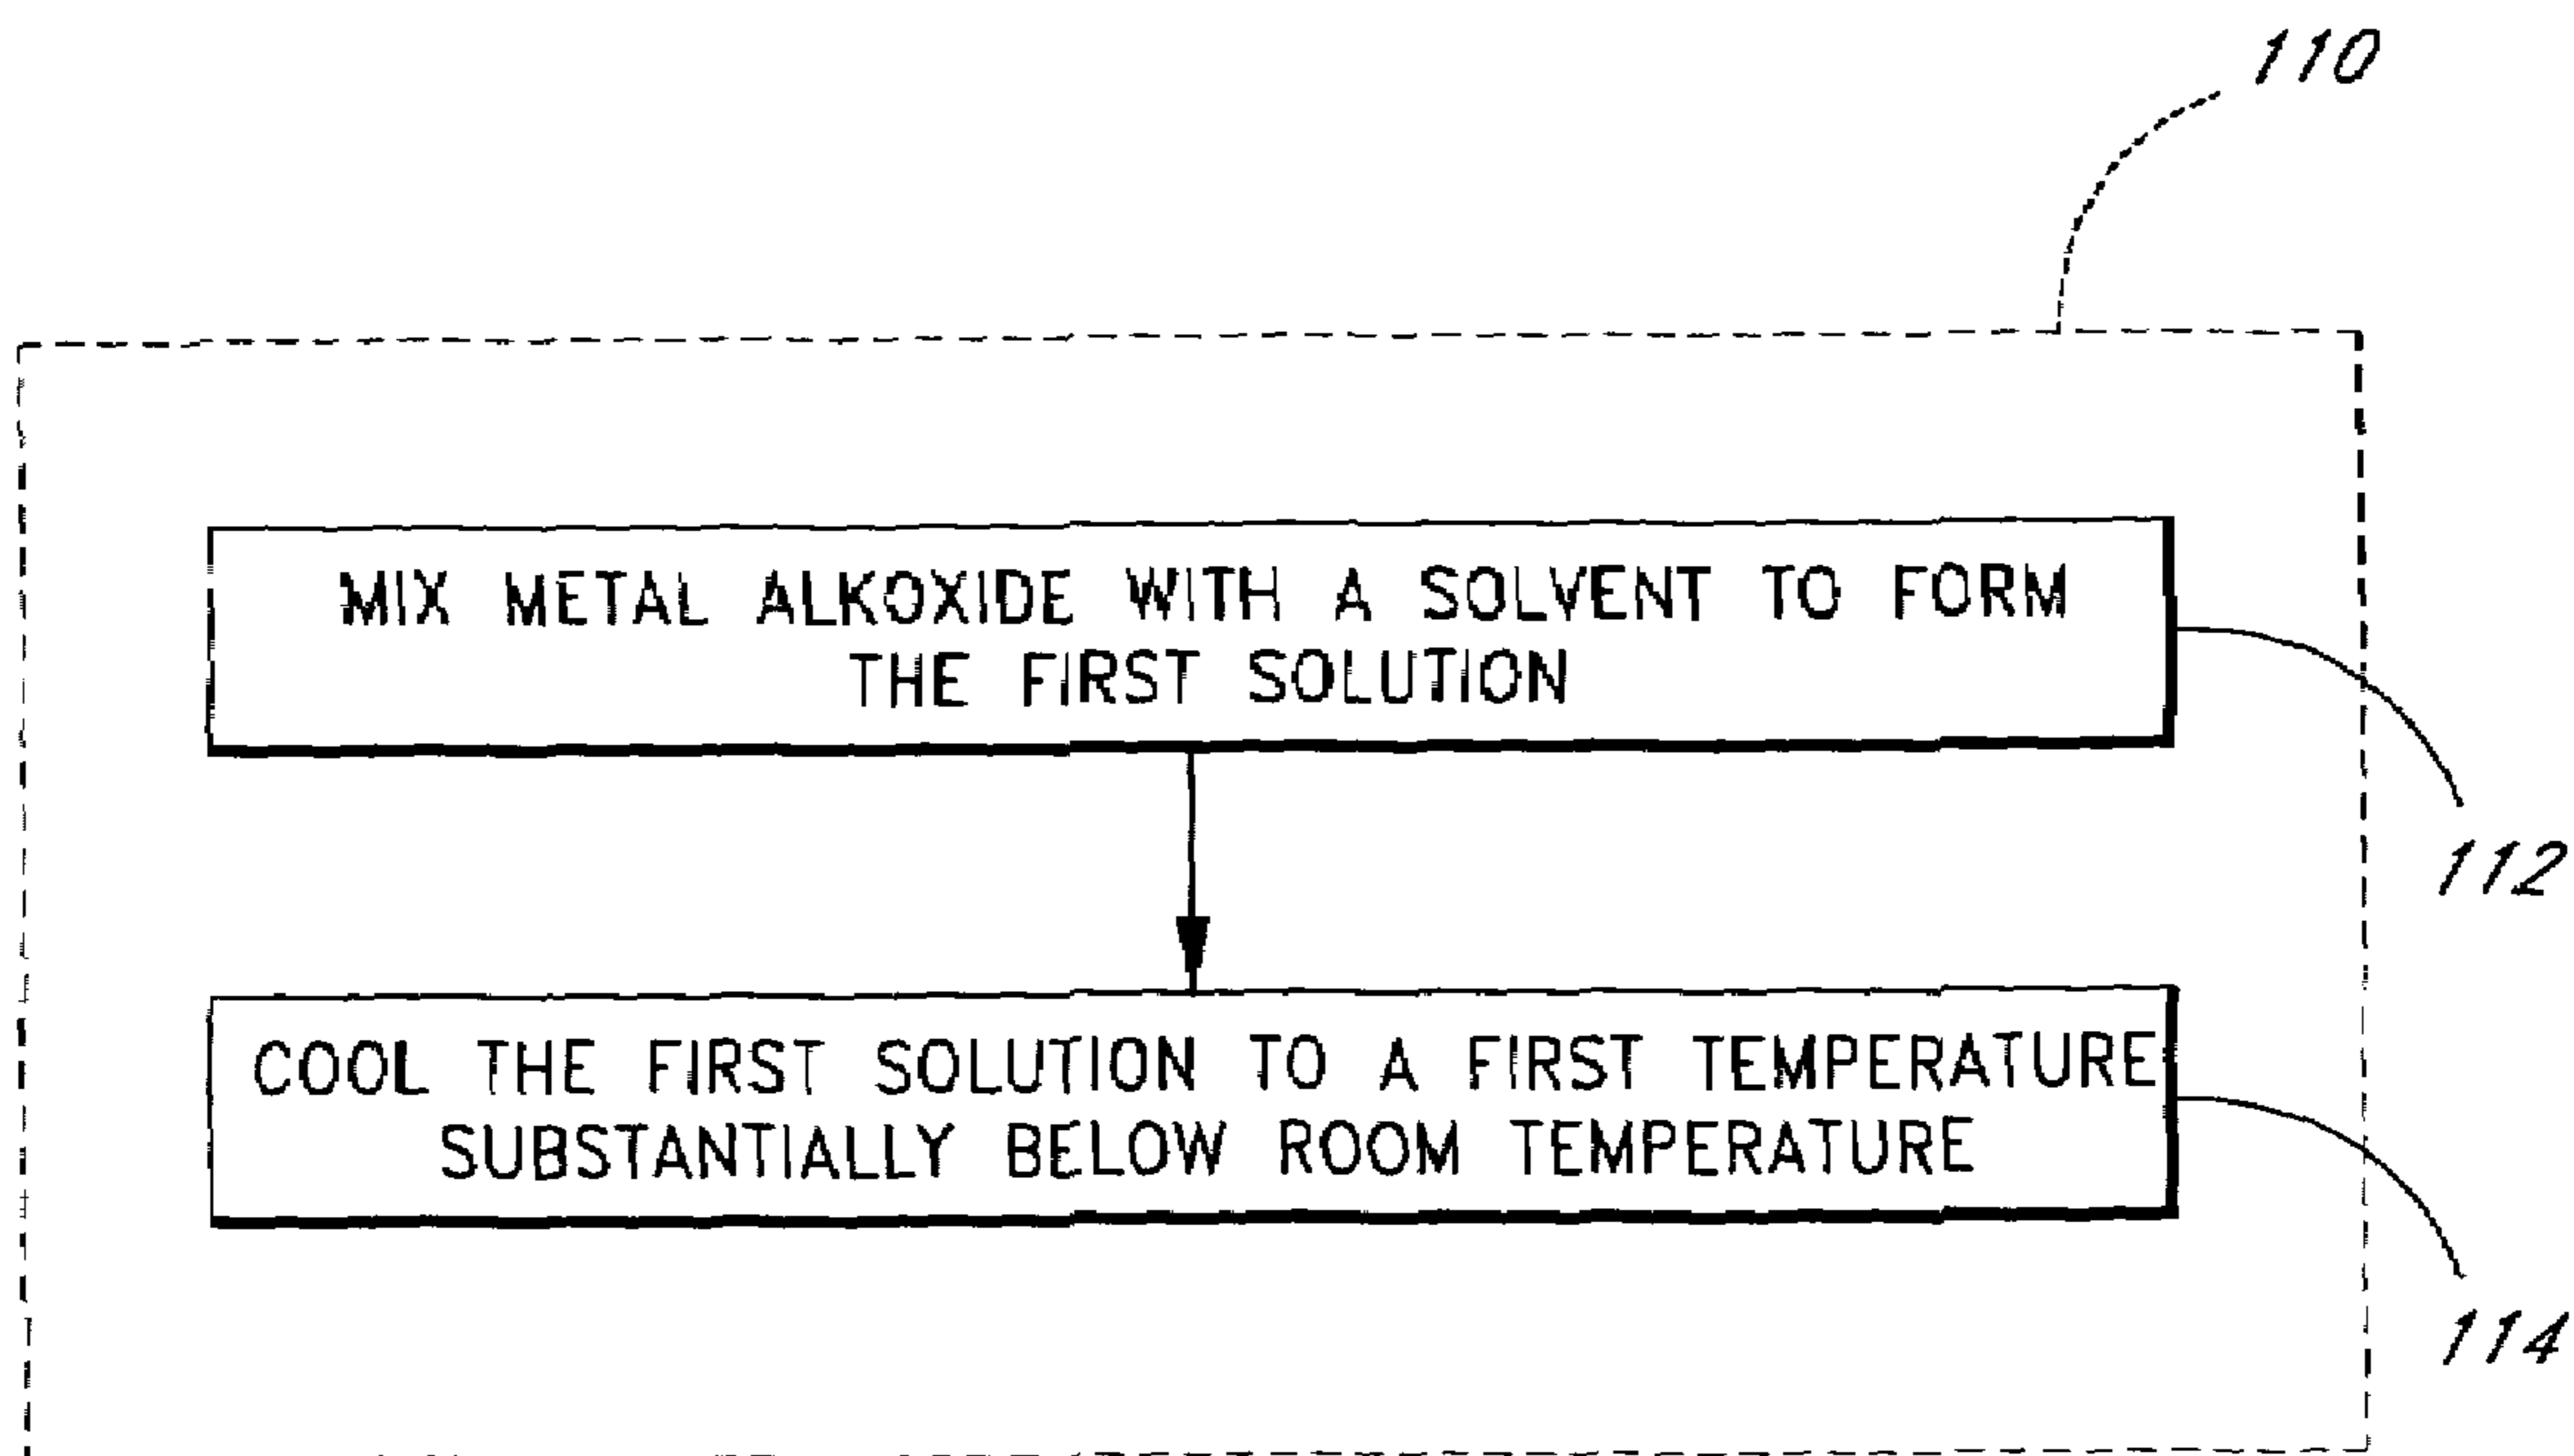 110
MIX METAL ALKOXIDE WITH A SOLVENT TO FORM
THE FIRST SOLUTION
112
COOL THE FIRST SOLUTION TO A FIRST TEMPERATURE
SUBSTANTIALLY BELOW ROOM TEMPERATURE
114